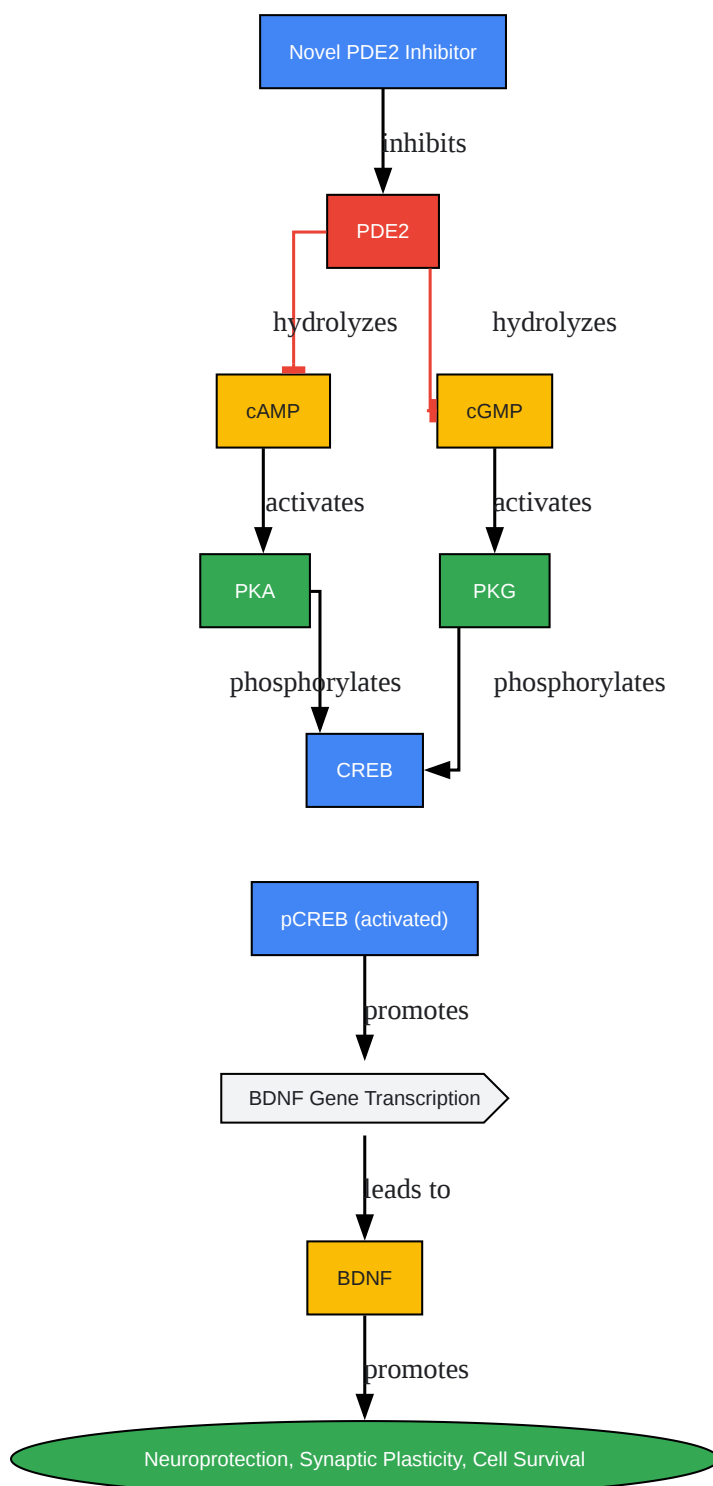 Novel PDE2 Inhibitor
inhibits
PDE2
hydrolyzes
hydrolyzes
cAMP
cGMP
activates
activates
PKA
PKG
phosphorylates
phosphorylates
CREB
pCREB (activated)
promotes
BDNF Gene Transcription
leads to
BDNF
promotes
Neuroprotection, Synaptic Plasticity, Cell Survival